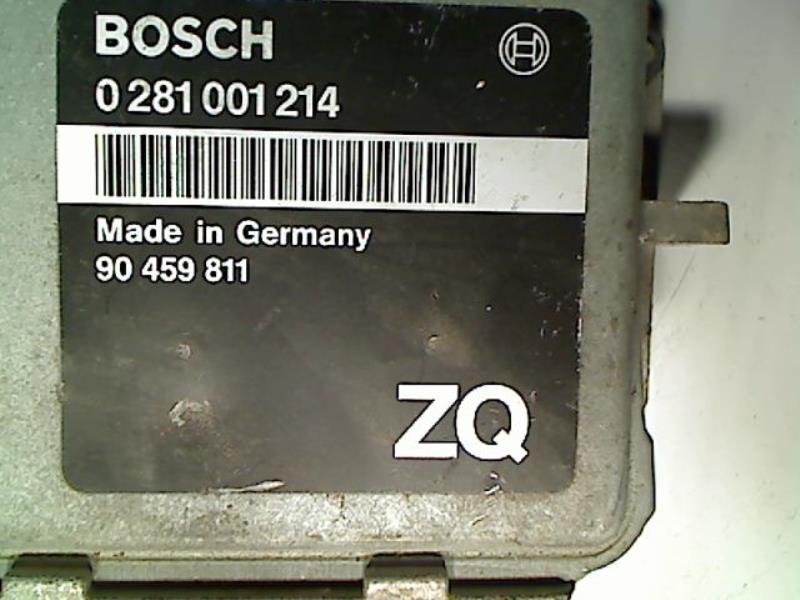 BOSCH
0 281 001 214
Made in Germany
90 459 811
ZQ